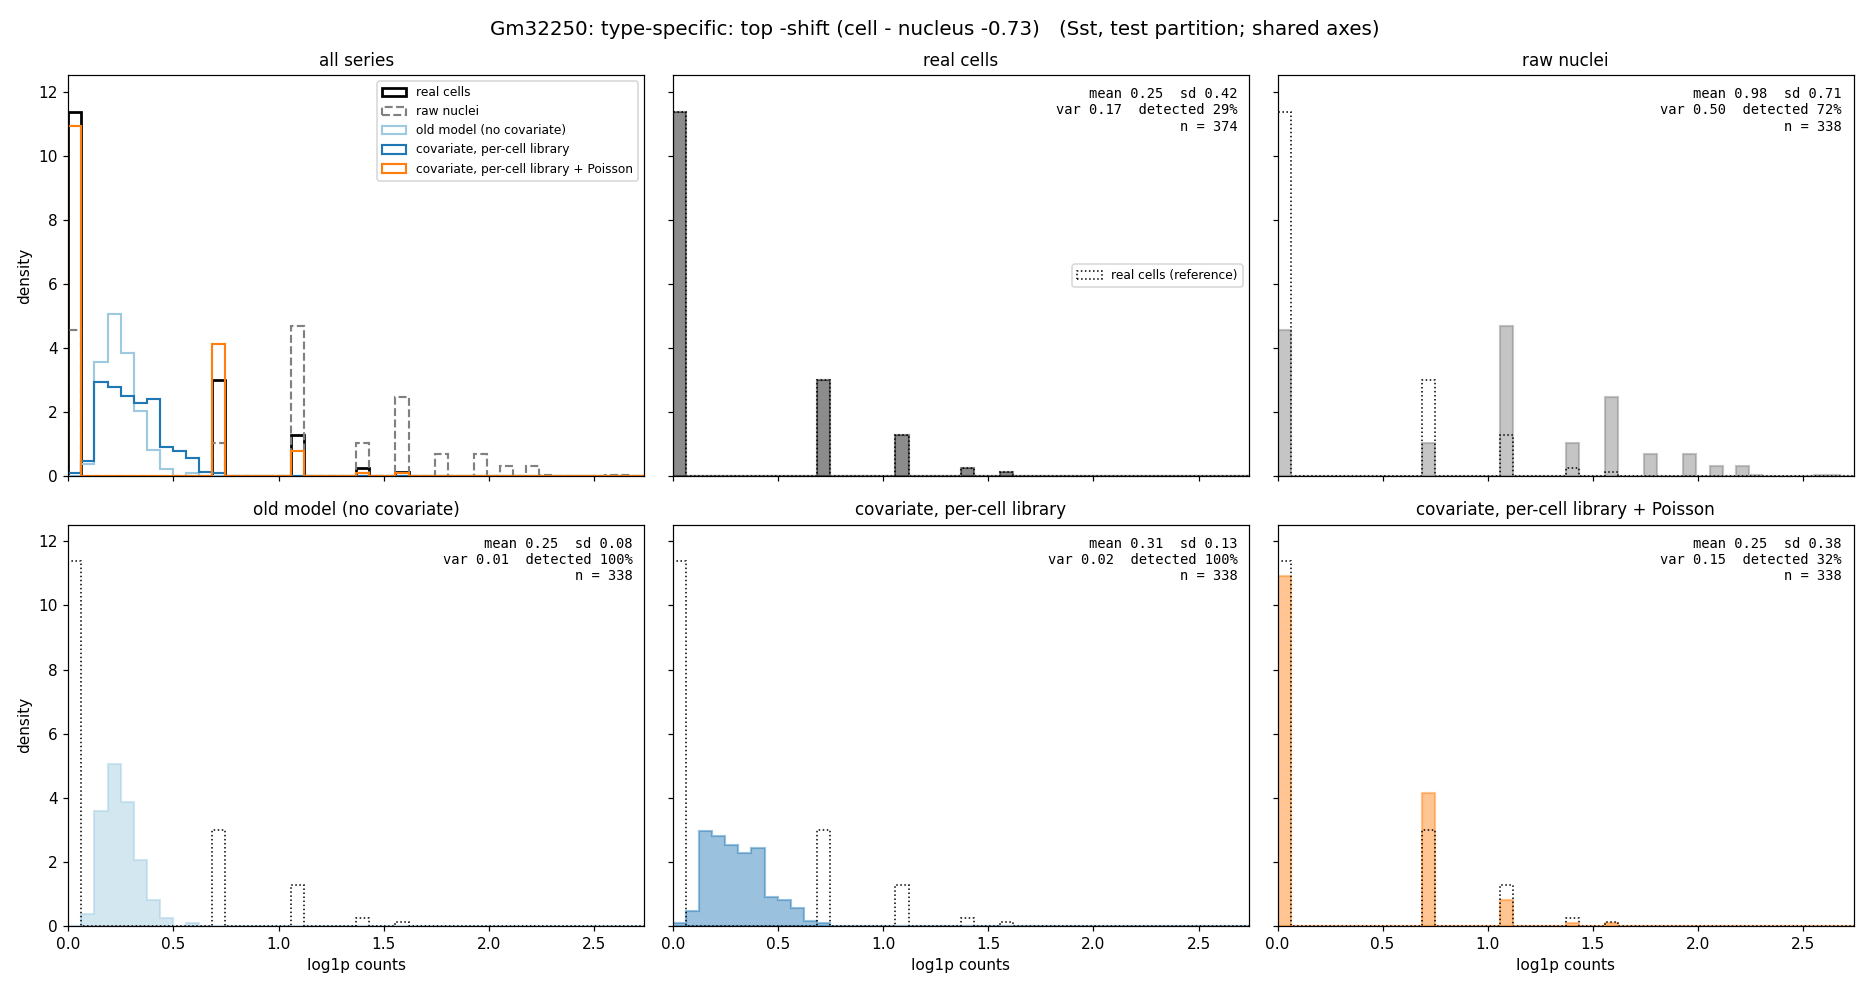 Gm32250: type-specific: top -shift (cell - nucleus -0.73)   (Sst, test partition; shared axes)
all series
real cells
raw nuclei
density
12
10
8
6
4
2
0
real cells
raw nuclei
old model (no covariate)
covariate, per-cell library
covariate, per-cell library + Poisson
mean 0.25  sd 0.42
var 0.17  detected 29%
n = 374
real cells (reference)
mean 0.98  sd 0.71
var 0.50  detected 72%
n = 338
old model (no covariate)
covariate, per-cell library
covariate, per-cell library + Poisson
density
12
10
8
6
4
2
0
mean 0.25  sd 0.08
var 0.01  detected 100%
n = 338
mean 0.31  sd 0.13
var 0.02  detected 100%
n = 338
mean 0.25  sd 0.38
var 0.15  detected 32%
n = 338
0.0 0.5 1.0 1.5 2.0 2.5
0.0 0.5 1.0 1.5 2.0 2.5
0.0 0.5 1.0 1.5 2.0 2.5
log1p counts
log1p counts
log1p counts